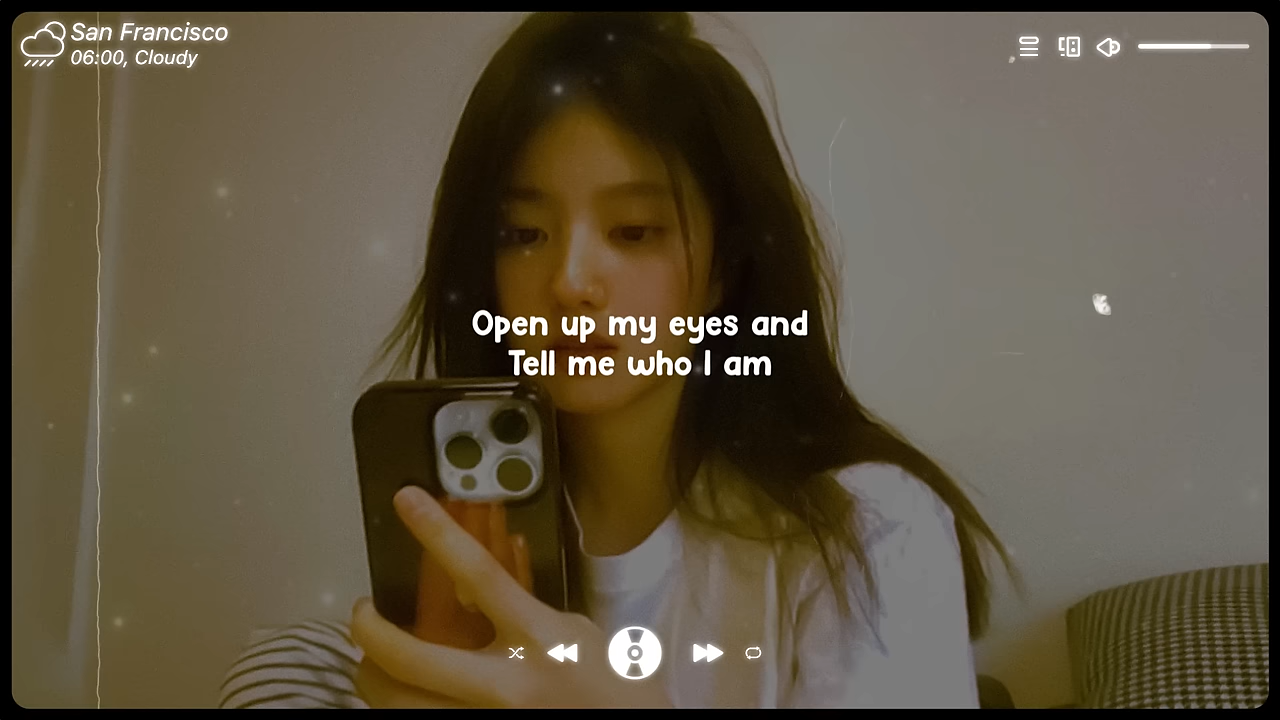 San Francisco
06:00, Cloudy
Open up my eyes and
Tell me who I am